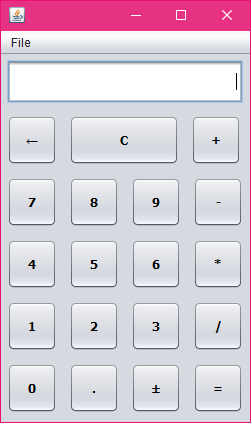 File
← C +
7 8 9 -
4 5 6 *
1 2 3 /
0 . ± =